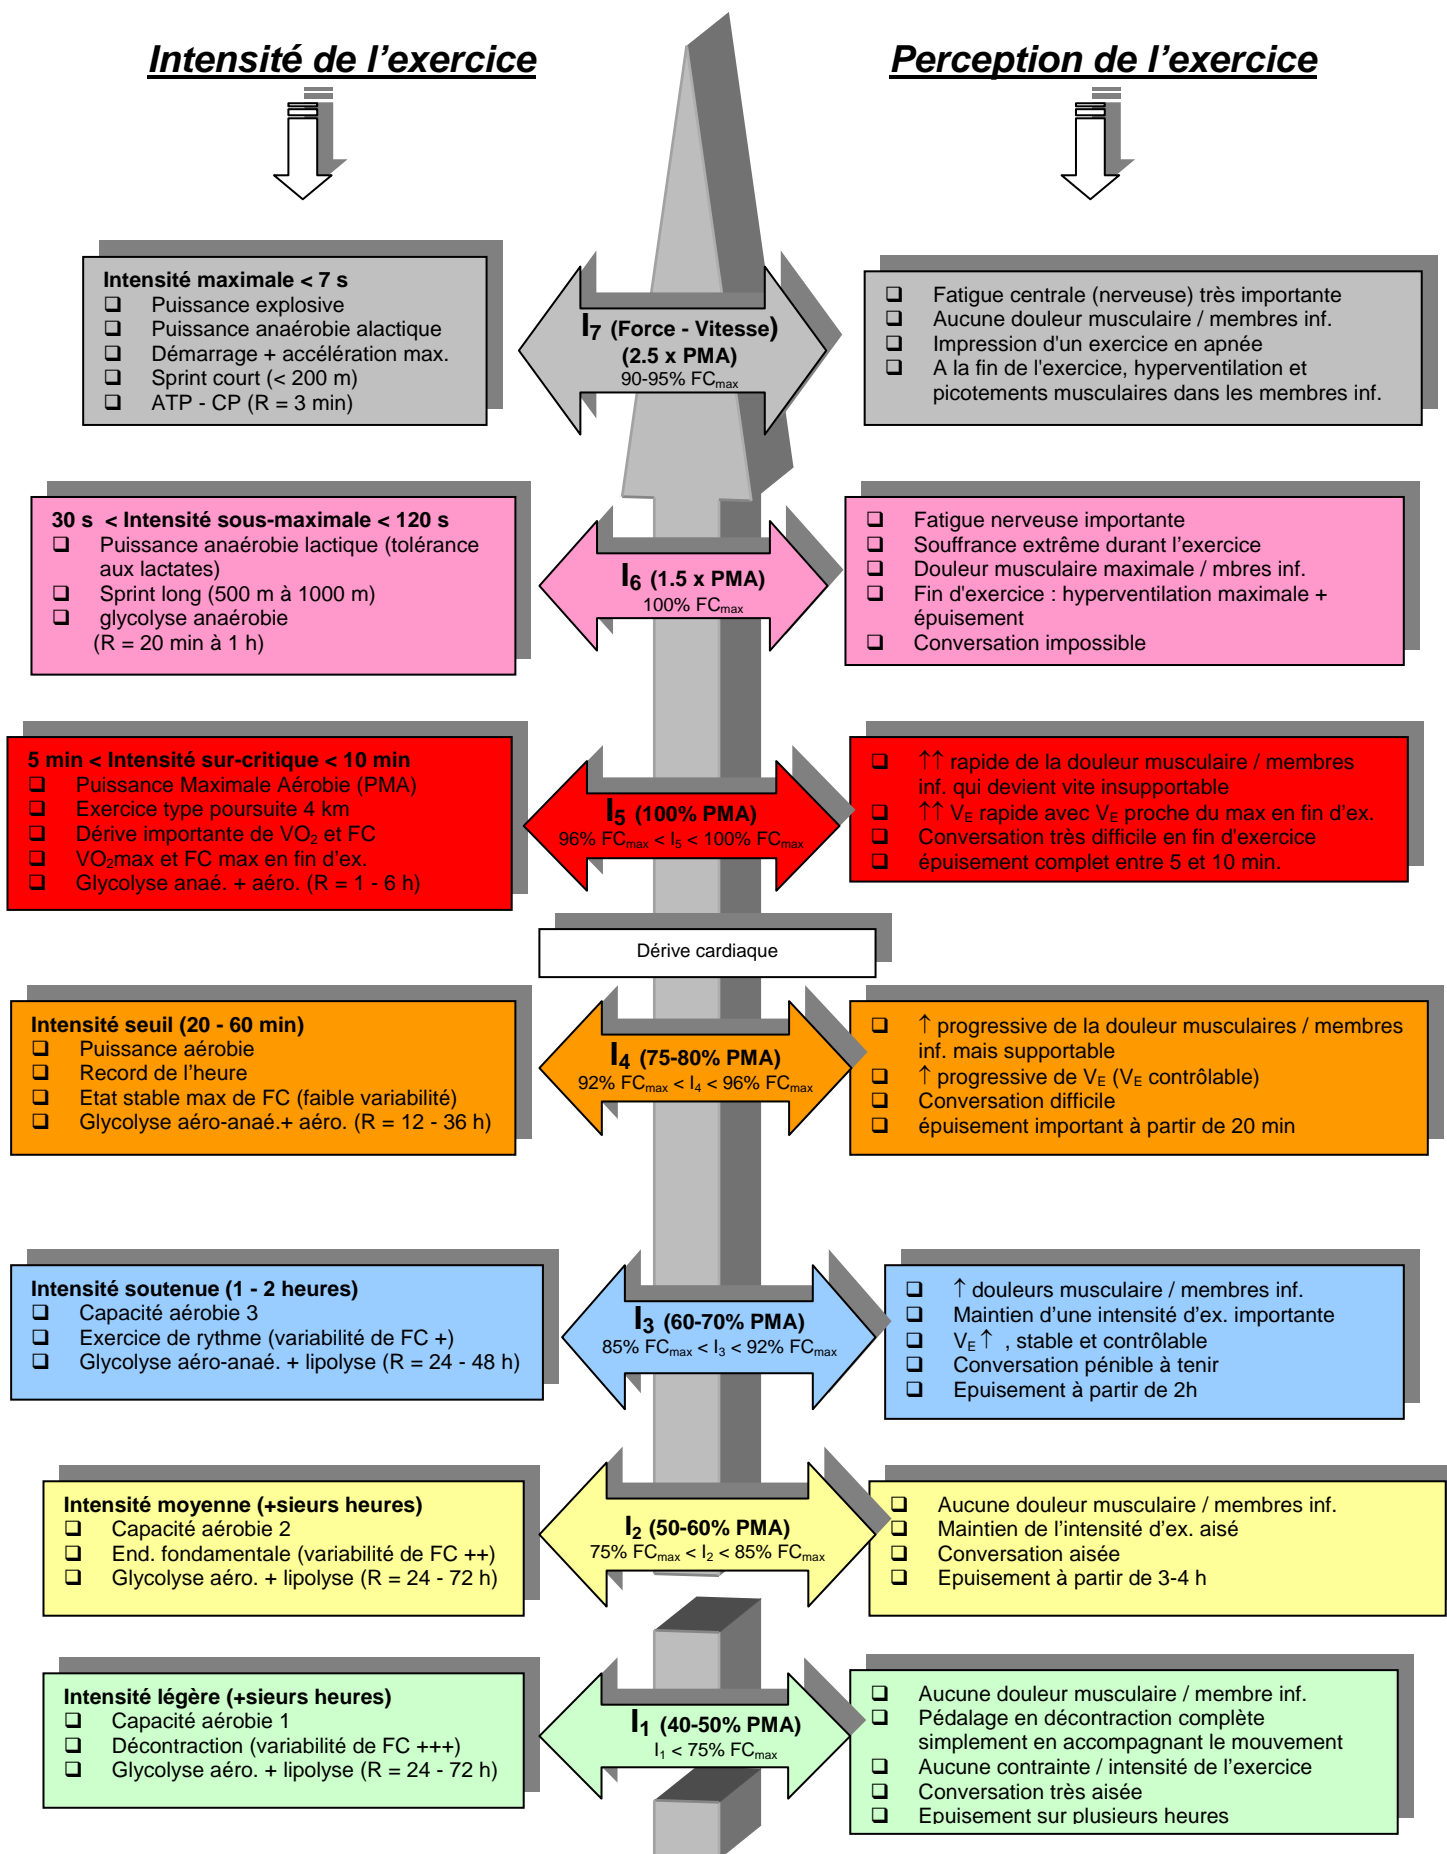 Intensité de l'exercice
Perception de l'exercice
Intensité maximale < 7 s
❑ Puissance explosive
❑ Puissance anaérobie alactique
❑ Démarrage + accélération max.
❑ Sprint court (< 200 m)
❑ ATP - CP (R = 3 min)
I7 (Force - Vitesse)
(2.5 x PMA)
90-95% FCmax
❑ Fatigue centrale (nerveuse) très importante
❑ Aucune douleur musculaire / membres inf.
❑ Impression d'un exercice en apnée
❑ A la fin de l'exercice, hyperventilation et
picotements musculaires dans les membres inf.
30 s < Intensité sous-maximale < 120 s
❑ Puissance anaérobie lactique (tolérance
aux lactates)
❑ Sprint long (500 m à 1000 m)
❑ glycolyse anaérobie
(R = 20 min à 1 h)
I6 (1.5 x PMA)
100% FCmax
❑ Fatigue nerveuse importante
❑ Souffrance extrême durant l'exercice
❑ Douleur musculaire maximale / mbres inf.
❑ Fin d'exercice : hyperventilation maximale +
épuisement
❑ Conversation impossible
5 min < Intensité sur-critique < 10 min
❑ Puissance Maximale Aérobie (PMA)
❑ Exercice type poursuite 4 km
❑ Dérive importante de VO2 et FC
❑ VO2max et FC max en fin d'ex.
❑ Glycolyse anaé. + aéro. (R = 1 - 6 h)
I5 (100% PMA)
96% FCmax < I5 < 100% FCmax
❑ ↑↑ rapide de la douleur musculaire / membres
inf. qui devient vite insupportable
❑ ↑↑ VE rapide avec VE proche du max en fin d'ex.
❑ Conversation très difficile en fin d'exercice
❑ épuisement complet entre 5 et 10 min.
Dérive cardiaque
Intensité seuil (20 - 60 min)
❑ Puissance aérobie
❑ Record de l'heure
❑ Etat stable max de FC (faible variabilité)
❑ Glycolyse aéro-anaé.+ aéro. (R = 12 - 36 h)
I4 (75-80% PMA)
92% FCmax < I4 < 96% FCmax
❑ ↑ progressive de la douleur musculaires / membres
inf. mais supportable
❑ ↑ progressive de VE (VE contrôlable)
❑ Conversation difficile
❑ épuisement important à partir de 20 min
Intensité soutenue (1 - 2 heures)
❑ Capacité aérobie 3
❑ Exercice de rythme (variabilité de FC +)
❑ Glycolyse aéro-anaé. + lipolyse (R = 24 - 48 h)
I3 (60-70% PMA)
85% FCmax < I3 < 92% FCmax
❑ ↑ douleurs musculaire / membres inf.
❑ Maintien d'une intensité d'ex. importante
❑ VE ↑ , stable et contrôlable
❑ Conversation pénible à tenir
❑ Epuisement à partir de 2h
Intensité moyenne (+sieurs heures)
❑ Capacité aérobie 2
❑ End. fondamentale (variabilité de FC ++)
❑ Glycolyse aéro. + lipolyse (R = 24 - 72 h)
I2 (50-60% PMA)
75% FCmax < I2 < 85% FCmax
❑ Aucune douleur musculaire / membres inf.
❑ Maintien de l'intensité d'ex. aisé
❑ Conversation aisée
❑ Epuisement à partir de 3-4 h
Intensité légère (+sieurs heures)
❑ Capacité aérobie 1
❑ Décontraction (variabilité de FC +++)
❑ Glycolyse aéro. + lipolyse (R = 24 - 72 h)
I1 (40-50% PMA)
I1 < 75% FCmax
❑ Aucune douleur musculaire / membre inf.
❑ Pédalage en décontraction complète
simplement en accompagnant le mouvement
❑ Aucune contrainte / intensité de l'exercice
❑ Conversation très aisée
❑ Epuisement sur plusieurs heures